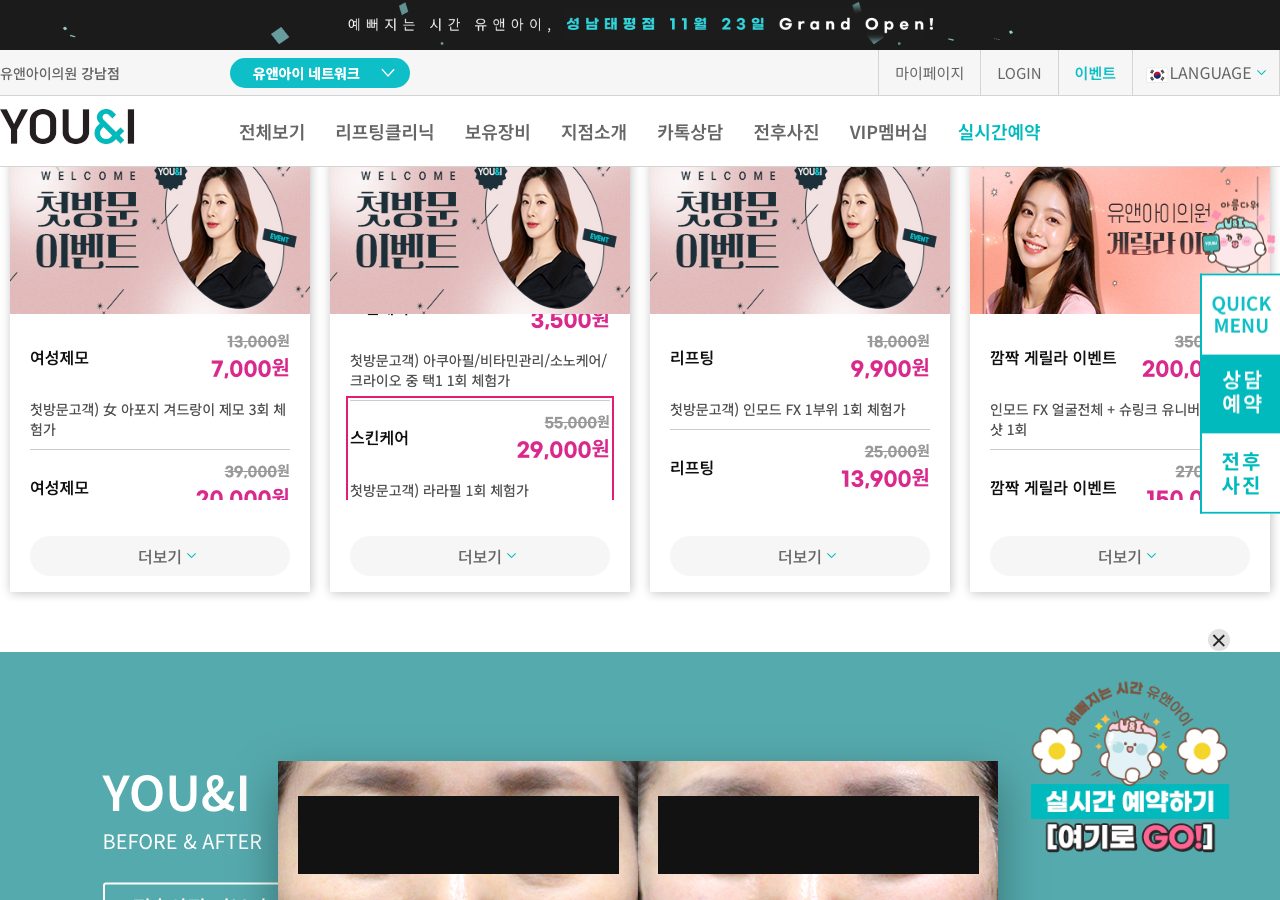 예뻐지는 시간 유앤아이, 성남태평점 11월 23일 Grand Open!
유앤아이의원 강남점
유앤아이 네트워크
마이페이지
LOGIN
이벤트
LANGUAGE
YOU&I
전체보기
리프팅클리닉
보유장비
지점소개
카톡상담
전후사진
VIP멤버십
실시간예약
WELCOME
YOU&I
첫방문
이벤트
EVENT
13,000원
여성제모
7,000원
첫방문고객) 女 아포지 겨드랑이 제모 3회 체
험가
39,000원
여성제모
20,000원
더보기
WELCOME
YOU&I
첫방문
이벤트
EVENT
3,500원
첫방문고객) 아쿠아필/비타민관리/소노케어/
크라이오 중 택1 1회 체험가
55,000원
스킨케어
29,000원
첫방문고객) 라라필 1회 체험가
더보기
WELCOME
YOU&I
첫방문
이벤트
EVENT
18,000원
리프팅
9,900원
첫방문고객) 인모드 FX 1부위 1회 체험가
25,000원
리프팅
13,900원
더보기
유앤아이의원
게릴라
깜짝 게릴라 이벤트
인모드 FX 얼굴전체 + 슈링크 유니버
샷 1회
깜짝 게릴라 이벤트
더보기
아름다워
U&I
QUICK
MENU
상담
예약
전후
사진
YOU&I
BEFORE & AFTER
예뻐지는 시간 유앤아이
U&I
실시간 예약하기
[여기로 GO!]